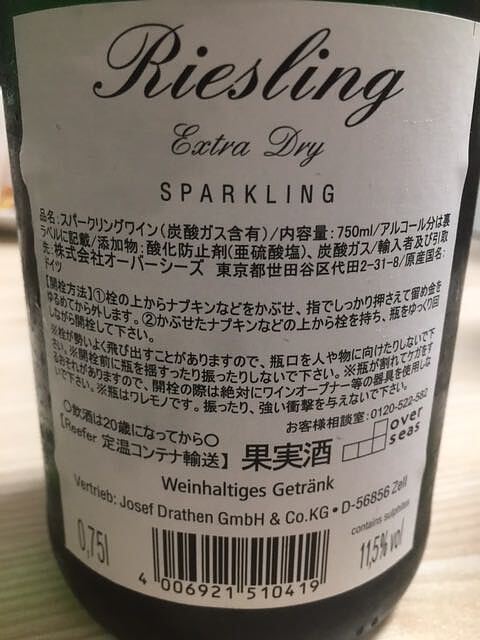 Riesling
Extra Dry
SPARKLING
品名:スパークリングワイン(炭酸ガス含有)/内容量:750ml/アルコール分は裏
ラベルに記載/添加物:酸化防止剤(亜硫酸塩)、炭酸ガス/輸入者及び引取
先:株式会社オーバーシーズ 東京都世田谷区代田2-31-8/原産国名:
ドイツ
【開栓方法】①栓の上からナプキンなどをかぶせ、指でしっかり押さえて留め金を
ゆるめてから外します。②かぶせたナプキンなどの上から栓を持ち、瓶をゆっくり回
しながら開栓して下さい。
※栓が勢いよく飛び出すことがありますので、瓶口を人や物に向けたりしないで下
さい。※開栓前に瓶を揺すったり振ったりしないで下さい。※瓶が割れてケガをす
るおそれがありますので、開栓の際は絶対にワインオープナー等の器具を使用しな
いで下さい。※瓶はワレモノです。振ったり、強い衝撃を与えないで下さい。
お客様相談室:0120-522-582
〇飲酒は20歳になってから〇
【Reefer 定温コンテナ輸送】 果実酒 over seas
Weinhaltiges Getränk
Vertrieb: Josef Drathen GmbH & Co.KG • D-56856 Zell
contains sulphites
0,75l 11,5% vol
4 006921 510419